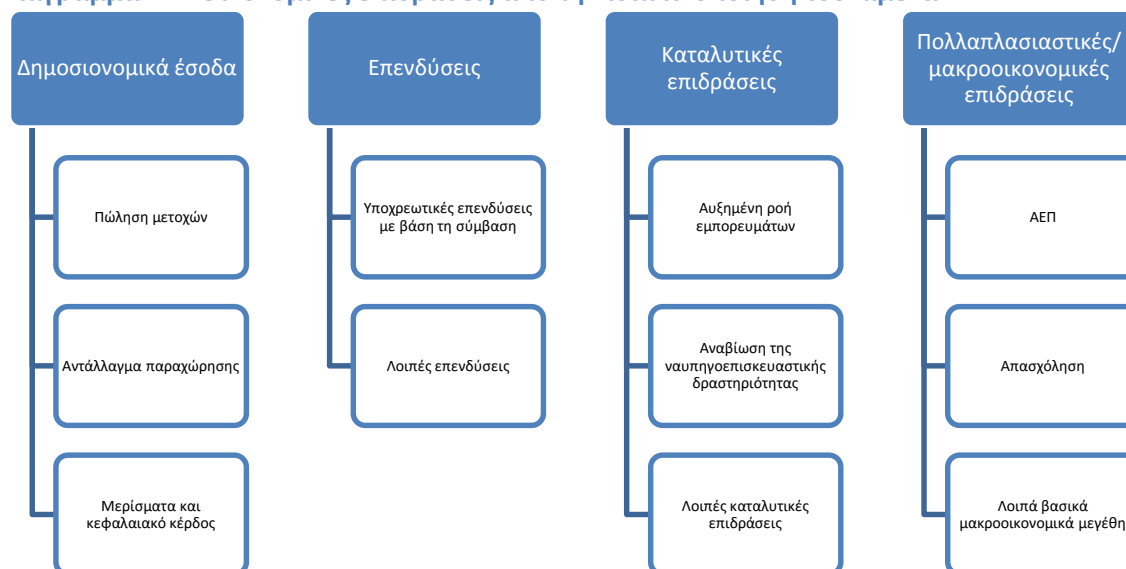 Δημοσιονομικά έσοδα
Πώληση μετοχών
Αντάλλαγμα παραχώρησης
Μερίσματα και
κεφαλαιακό κέρδος
Επενδύσεις
Υποχρεωτικές επενδύσεις
με βάση τη σύμβαση
Λοιπές επενδύσεις
Καταλυτικές
επιδράσεις
Αυξημένη ροή
εμπορευμάτων
Αναβίωση της
ναυπηγοεπισκευαστικής
δραστηριότητας
Λοιπές καταλυτικές
επιδράσεις
Πολλαπλασιαστικές/
μακροοικονομικές
επιδράσεις
ΑΕΠ
Απασχόληση
Λοιπά βασικά
μακροοικονομικά μεγέθη